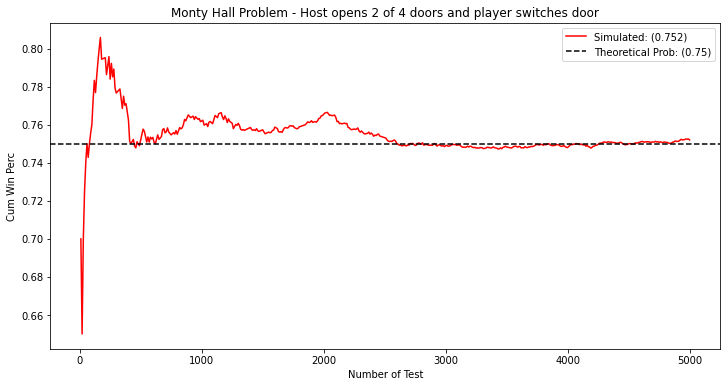 Monty Hall Problem - Host opens 2 of 4 doors and player switches door
Simulated: (0.752)
Theoretical Prob: (0.75)
Cum Win Perc
0.80
0.78
0.76
0.74
0.72
0.70
0.68
0.66
0 1000 2000 3000 4000 5000
Number of Test